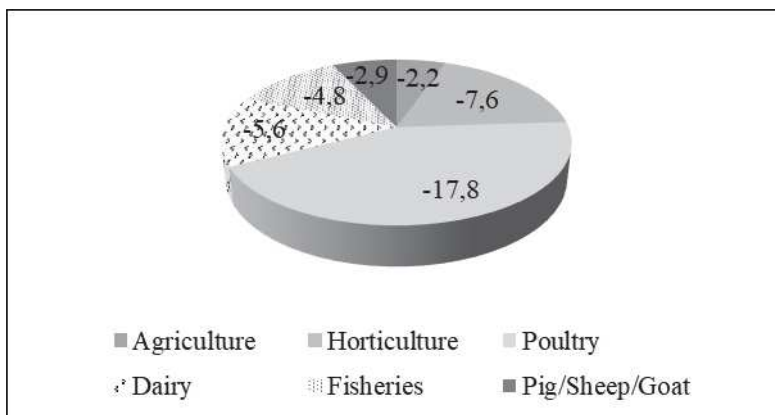 -2,9
-2,2
-4,8
-7,6
-5,6
-17,8
Agriculture
Horticulture
Poultry
Dairy
Fisheries
Pig/Sheep/Goat